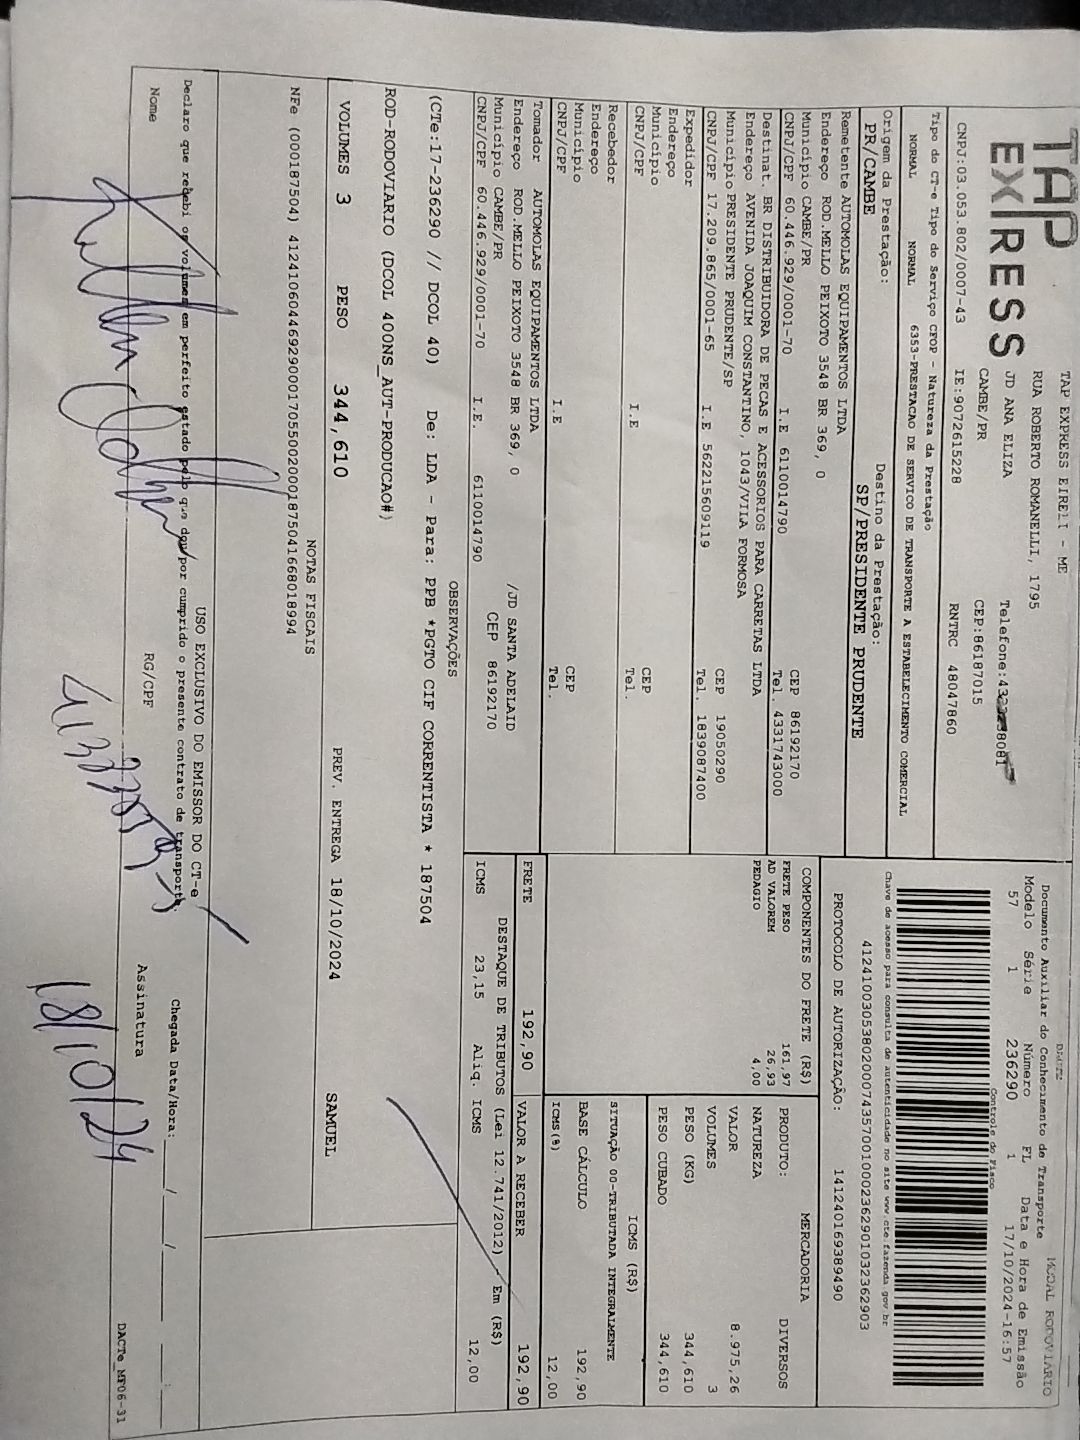 TAP
EXPRESS
TAP EXPRESS EIRELI - ME
RUA ROBERTO ROMANELLI, 1795
JD ANA ELIZA
CAMBE/PR
CEP:86187015
CNPJ:03.053.802/0007-43 IE:9072615228 RNTRC 48047860
DACTE
MODAL RODOVIARIO
Documento Auxiliar do Conhecimento de Transporte
Modelo Série Número FL Data e Hora de Emissão
57 1 236290 1 17/10/2024-16:57
Controle do Fisco
Chave de acesso para consulta de autenticidade no site www.cte.fazenda.gov.br
41241003053802000743570010002362901032362903
PROTOCOLO DE AUTORIZAÇÃO: 141240169389490
Tipo do CT-e Tipo do Serviço CFOP - Natureza da Prestação
NORMAL NORMAL 6353-PRESTACAO DE SERVICO DE TRANSPORTE A ESTABELECIMENTO COMERCIAL
Origem da Prestação: Destino da Prestação:
PR/CAMBE SP/PRESIDENTE PRUDENTE
Remetente AUTOMOLAS EQUIPAMENTOS LTDA
Endereço ROD.MELLO PEIXOTO 3548 BR 369, 0
Município CAMBE/PR CEP 86192170
CNPJ/CPF 60.446.929/0001-70 I.E 6110014790 Tel. 4331743000
Destinat. BR DISTRIBUIDORA DE PECAS E ACESSORIOS PARA CARRETAS LTDA
Endereço AVENIDA JOAQUIM CONSTANTINO, 1043/VILA FORMOSA
Município PRESIDENTE PRUDENTE/SP CEP 19050290
CNPJ/CPF 17.209.865/0001-65 I.E 562215609119 Tel. 1839087400
Expedidor
Endereço
Município CEP
CNPJ/CPF I.E Tel.
Recebedor
Endereço
Município CEP
CNPJ/CPF I.E Tel.
Tomador AUTOMOLAS EQUIPAMENTOS LTDA
Endereço ROD.MELLO PEIXOTO 3548 BR 369, 0 /JD SANTA ADELAID
Município CAMBE/PR CEP 86192170
CNPJ/CPF 60.446.929/0001-70 I.E. 6110014790
COMPONENTES DO FRETE (R$)
FRETE PESO 161,97
AD VALOREM 26,93
PEDAGIO 4,00
PRODUTO: MERCADORIA
NATUREZA DIVERSOS
VALOR 8.975,26
VOLUMES 3
PESO (KG) 344,610
PESO CUBADO 344,610
ICMS (R$)
SITUAÇÃO 00-TRIBUTADA INTEGRALMENTE
BASE CÁLCULO 192,90
ICMS(%) 12,00
FRETE 192,90 VALOR A RECEBER 192,90
DESTAQUE DE TRIBUTOS (Lei 12.741/2012) - Em (R$)
ICMS 23,15 Aliq. ICMS 12,00
OBSERVAÇÕES
(CTe:17-236290 // DCOL 40) De: LDA - Para: PPB *PGTO CIF CORRENTISTA * 187504
ROD-RODOVIARIO (DCOL 400NS_AUT-PRODUCAO#)
VOLUMES 3 PESO 344,610 PREV. ENTREGA 18/10/2024 SAMUEL
NOTAS FISCAIS
NFe (000187504) 41241060446929000170550020001875041668018994
USO EXCLUSIVO DO EMISSOR DO CT-e
Declaro que recebi os volumes em perfeito estado pelo que dou por cumprido o presente contrato de transporte.
Chegada Data/Hora: ____/____/____ ____:____
Nome RG/CPF Assinatura
18/10/24
DACTe_MP06-31